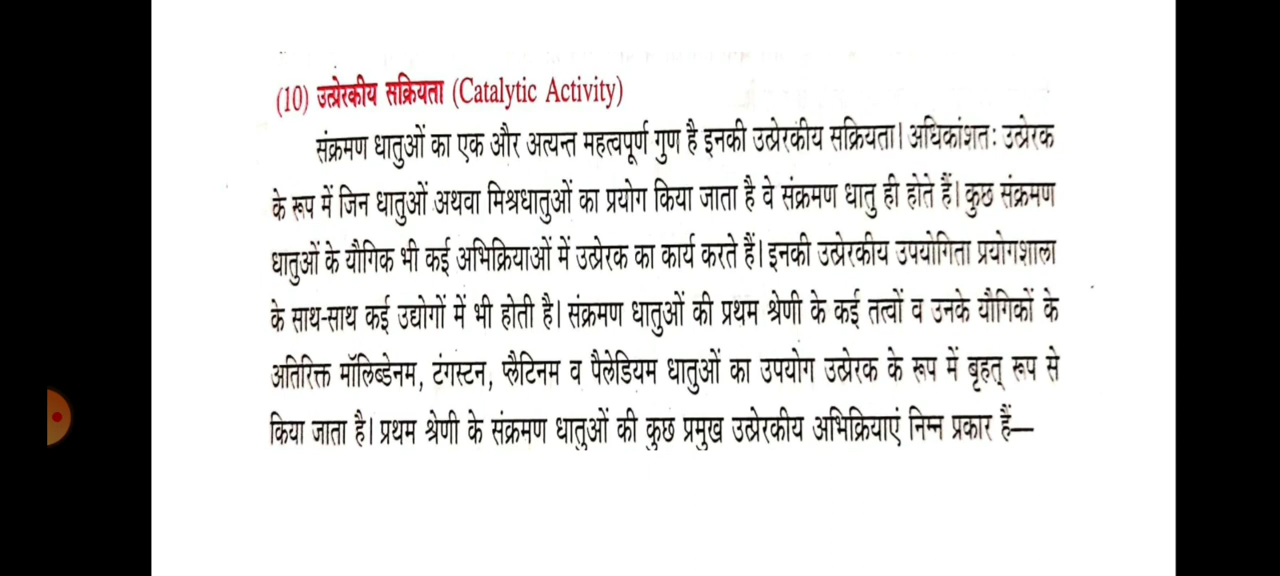 (10) उत्प्रेरकीय सक्रियता (Catalytic Activity)
संक्रमण धातुओं का एक और अत्यन्त महत्वपूर्ण गुण है इनकी उत्प्रेरकीय सक्रियता। अधिकांशतः उत्प्रेरक
के रूप में जिन धातुओं अथवा मिश्रधातुओं का प्रयोग किया जाता है वे संक्रमण धातु ही होते हैं। कुछ संक्रमण
धातुओं के यौगिक भी कई अभिक्रियाओं में उत्प्रेरक का कार्य करते हैं। इनकी उत्प्रेरकीय उपयोगिता प्रयोगशाला
के साथ-साथ कई उद्योगों में भी होती है। संक्रमण धातुओं की प्रथम श्रेणी के कई तत्वों व उनके यौगिकों के
अतिरिक्त मॉलिब्डेनम, टंगस्टन, प्लैटिनम व पैलेडियम धातुओं का उपयोग उत्प्रेरक के रूप में बृहत् रूप से
किया जाता है। प्रथम श्रेणी के संक्रमण धातुओं की कुछ प्रमुख उत्प्रेरकीय अभिक्रियाएं निम्न प्रकार हैं—